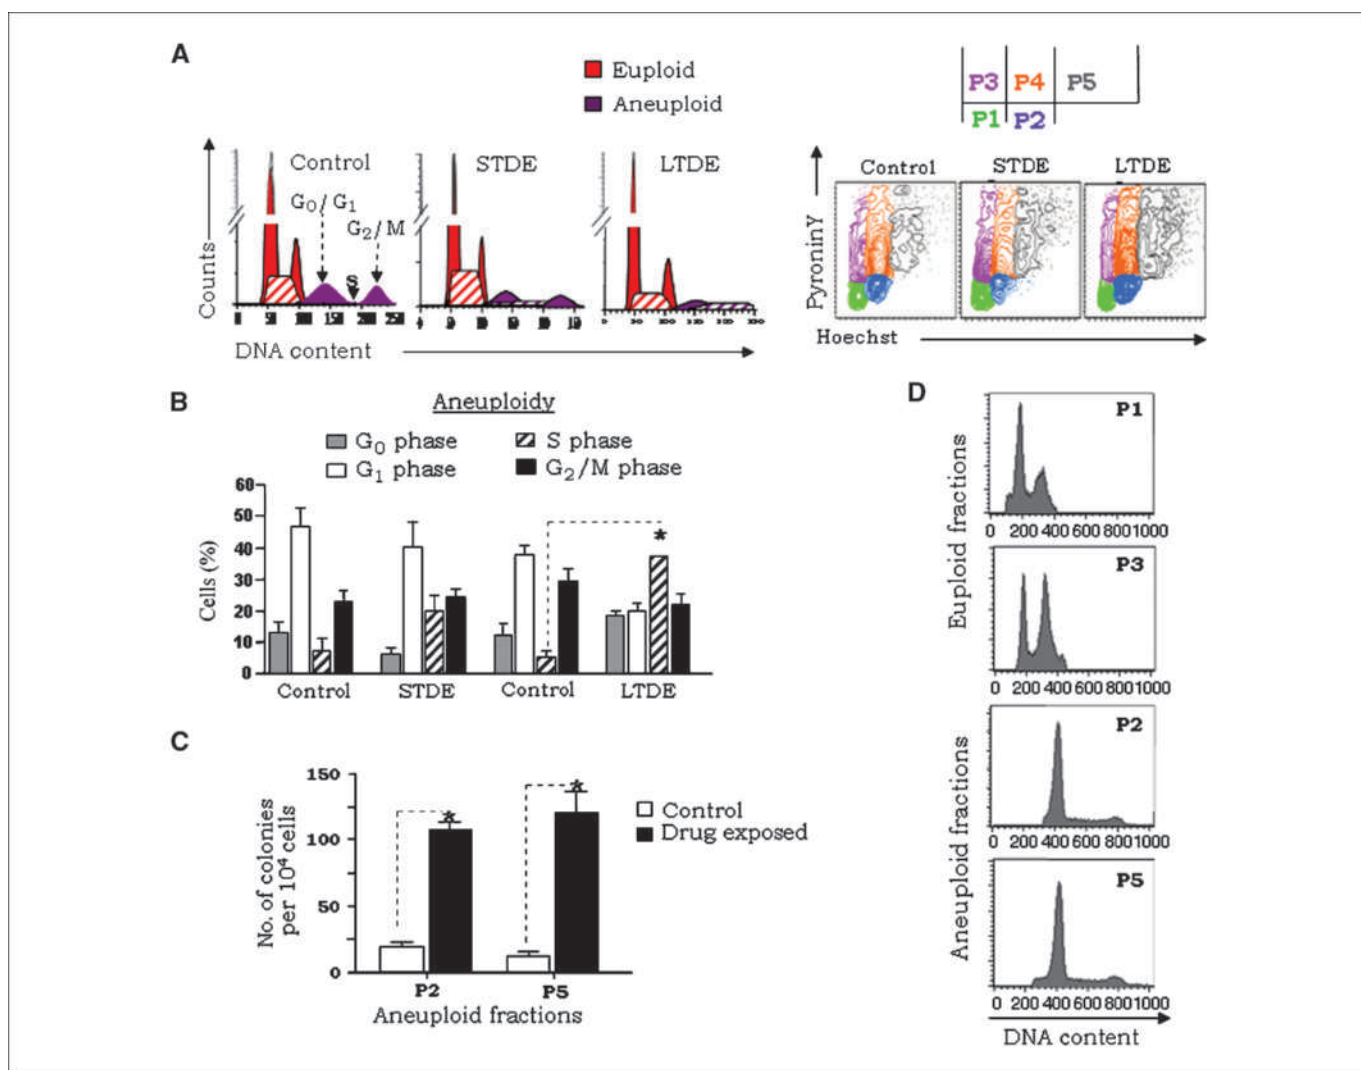 A
Euploid
Aneuploid
Control
STDE
LTDE
G0/G1
G2/M
S
Counts
DNA content
P3 P4 P5
P1 P2
Control
STDE
LTDE
PyroninY
Hoechst
B
Aneuploidy
G0 phase
S phase
G1 phase
G2/M phase
60
50
40
30
20
10
0
Cells (%)
*
Control
STDE
Control
LTDE
C
150
100
50
0
No. of colonies
per 10⁴ cells
*
*
Control
Drug exposed
P2
P5
Aneuploid fractions
D
P1
0 200 400 600 800 1000
P3
0 200 400 600 800 1000
Euploid fractions
P2
0 200 400 600 800 1000
P5
0 200 400 600 800 1000
Aneuploid fractions
DNA content